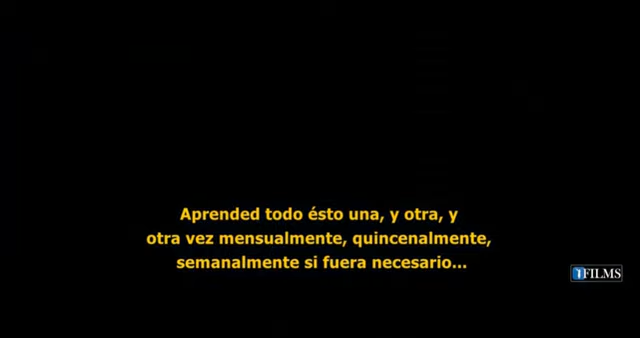 Aprended todo ésto una, y otra, y
otra vez mensualmente, quincenalmente,
semanalmente si fuera necesario...
1FILMS